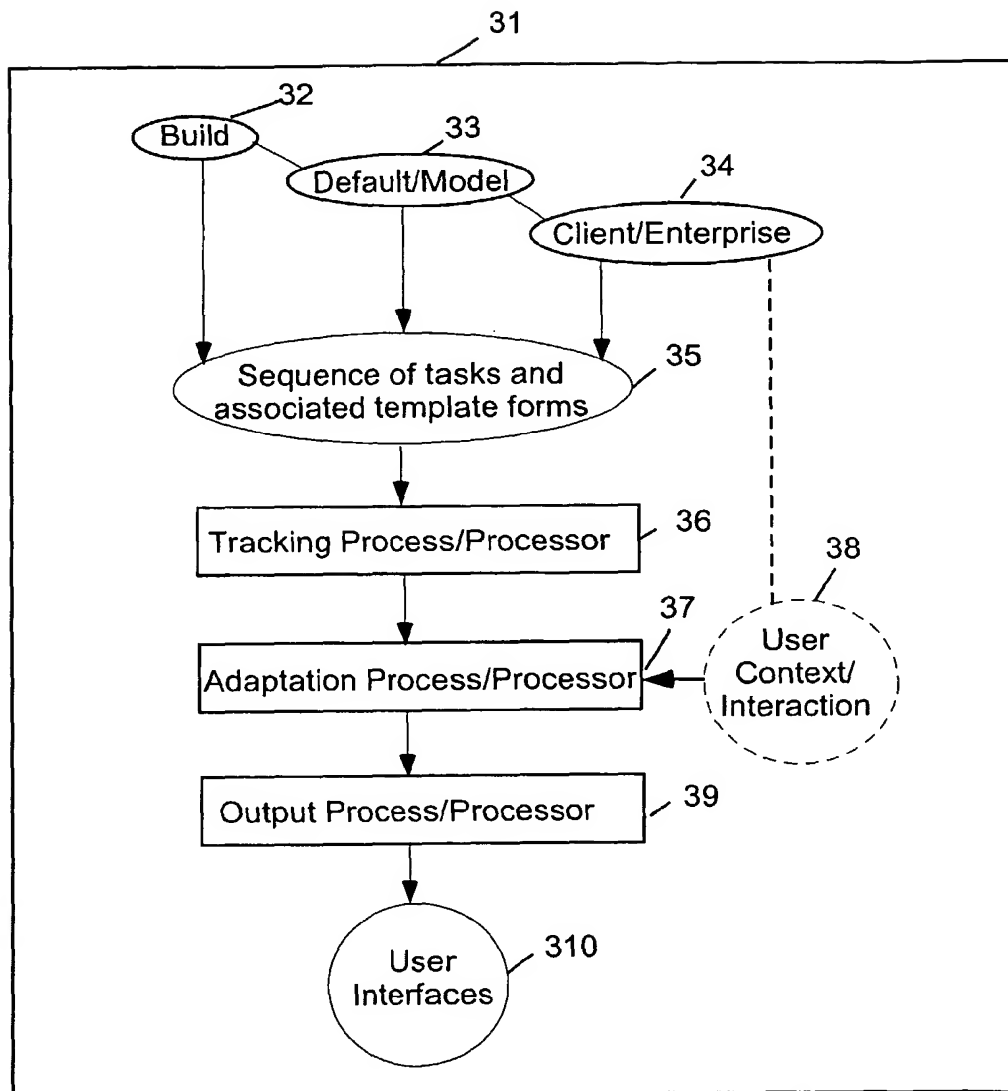 31
32
Build
33
Default/Model
34
Client/Enterprise
35
Sequence of tasks and
associated template forms
36
Tracking Process/Processor
38
37
User
Context/
Interaction
Adaptation Process/Processor
39
Output Process/Processor
310
User
Interfaces